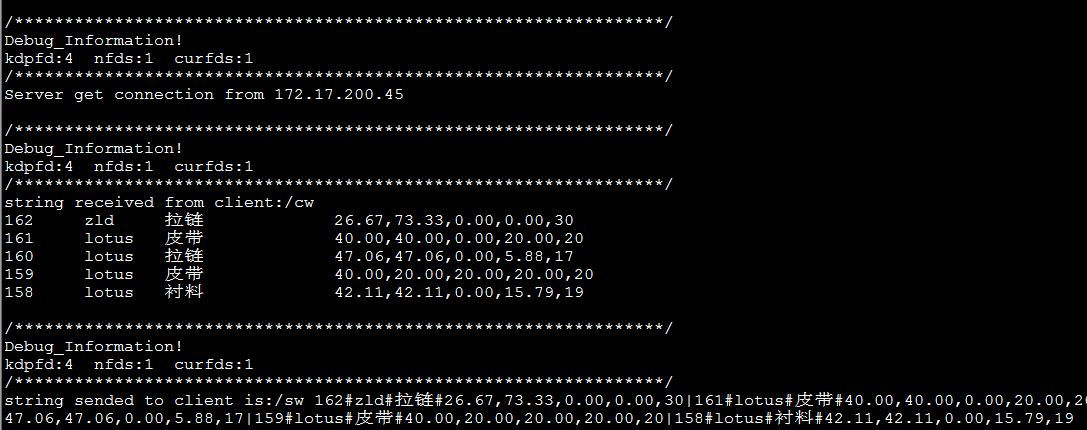 /*****************************************************************/
Debug_Information!
kdpfd:4  nfds:1  curfds:1
/*****************************************************************/
Server get connection from 172.17.200.45
/*****************************************************************/
Debug_Information!
kdpfd:4  nfds:1  curfds:1
/*****************************************************************/
string received from client:/cw
162     zld     拉链             26.67,73.33,0.00,0.00,30
161     lotus   皮带             40.00,40.00,0.00,20.00,20
160     lotus   拉链             47.06,47.06,0.00,5.88,17
159     lotus   皮带             40.00,20.00,20.00,20.00,20
158     lotus   衬料             42.11,42.11,0.00,15.79,19
/*****************************************************************/
Debug_Information!
kdpfd:4  nfds:1  curfds:1
/*****************************************************************/
string sended to client is:/sw 162#zld#拉链#26.67,73.33,0.00,0.00,30|161#lotus#皮带#40.00,40.00,0.00,20.00,20
47.06,47.06,0.00,5.88,17|159#lotus#皮带#40.00,20.00,20.00,20.00,20|158#lotus#衬料#42.11,42.11,0.00,15.79,19